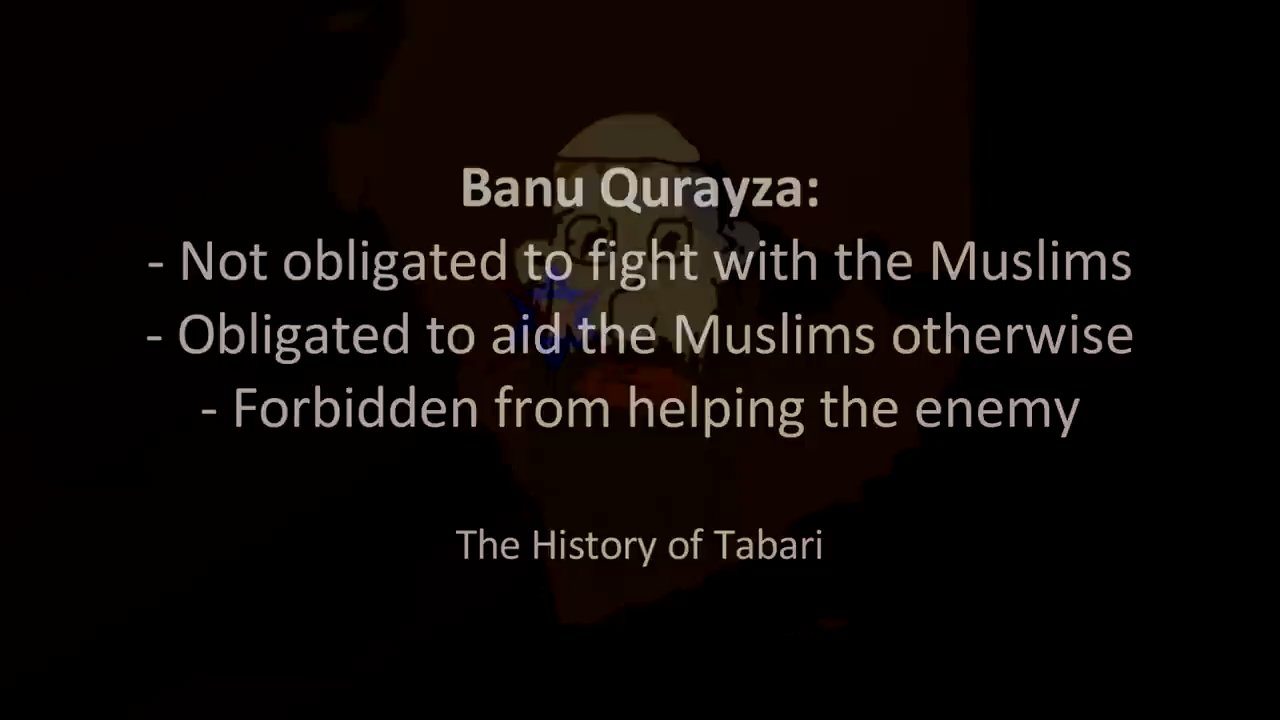 Banu Qurayza:
- Not obligated to fight with the Muslims
- Obligated to aid the Muslims otherwise
- Forbidden from helping the enemy
The History of Tabari